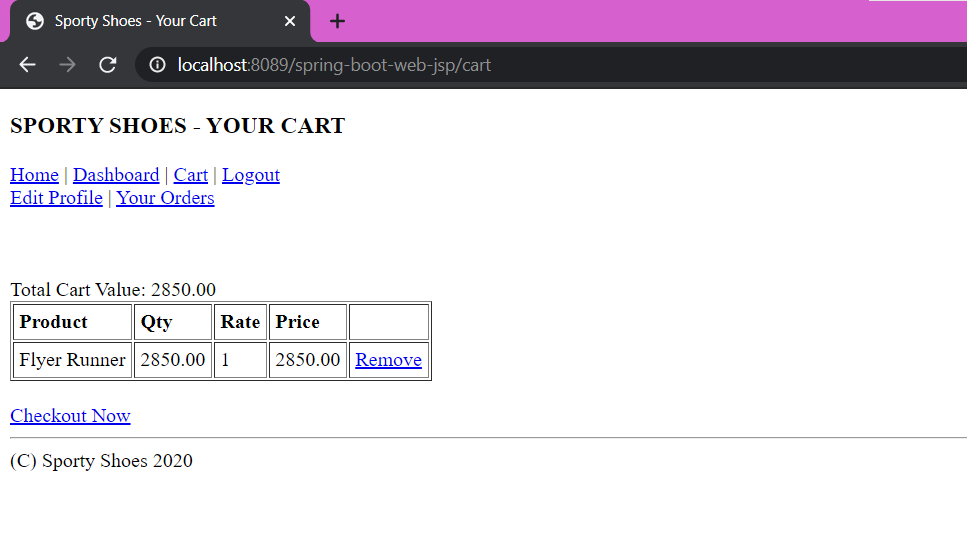 Sporty Shoes - Your Cart
localhost:8089/spring-boot-web-jsp/cart
SPORTY SHOES - YOUR CART
Home | Dashboard | Cart | Logout
Edit Profile | Your Orders
Total Cart Value: 2850.00
Product Qty Rate Price
Flyer Runner 2850.00 1 2850.00 Remove
Checkout Now
(C) Sporty Shoes 2020